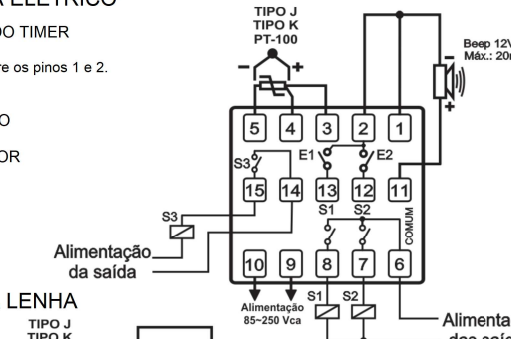 A ELÉTRICO
DO TIMER
re os pinos 1 e 2.
O
OR
TIPO J
TIPO K
PT-100
- +
Beep 12V
Máx.: 20m
-
+
5 4 3 2 1
S3 E1 E2
15 14 13 12 11
S1 S2
COMUM
S3
10 9 8 7 6
Alimentação
da saída
Alimentação
85~250 Vca
S1 S2
LENHA
TIPO J
TIPO K
Alimenta